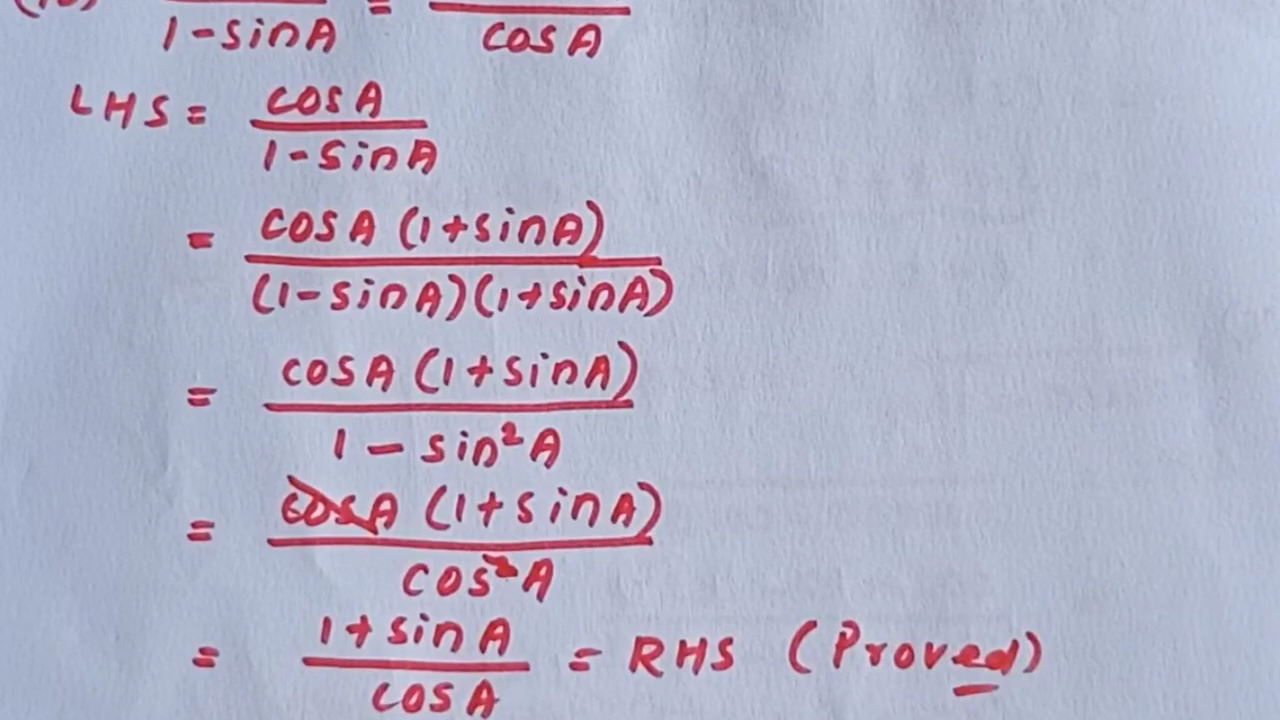 1-sinA = cosA
LHS = cosA / 1-sinA
= cosA (1+sinA) / (1-sinA)(1+sinA)
= cosA (1+sinA) / 1-sin²A
= cosA (1+sinA) / cos²A
= 1+sinA / cosA = RHS (Proved)